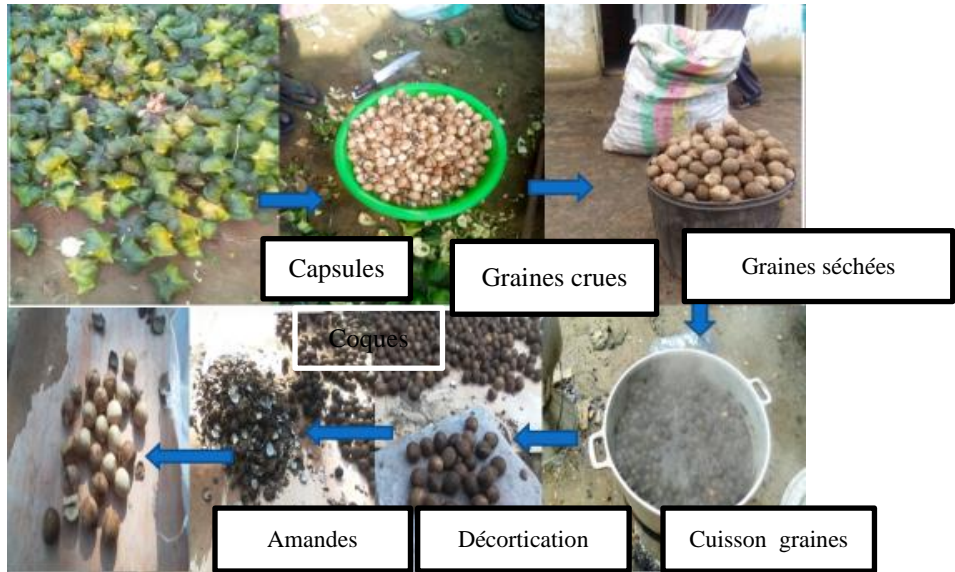 Capsules
Graines crues
Graines séchées
Coques
Amandes
Décortication
Cuisson graines